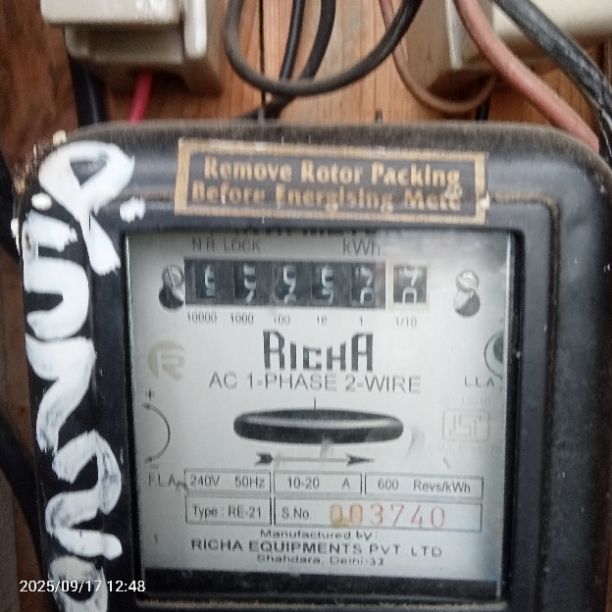 Remove Rotor Packing
Before Energising Mete
N R LOCK kWh
10000 1000 100 10 1 1/10
RICHA
AC 1-PHASE 2-WIRE
L.L.A.
F.L.A. 240V 50Hz 10-20 A 600 Revs/kWh
Type : RE-21 S.No. 003740
Manufactured by:
RICHA EQUIPMENTS PVT LTD
Shahdara, Delhi-32
2025/09/17 12:48